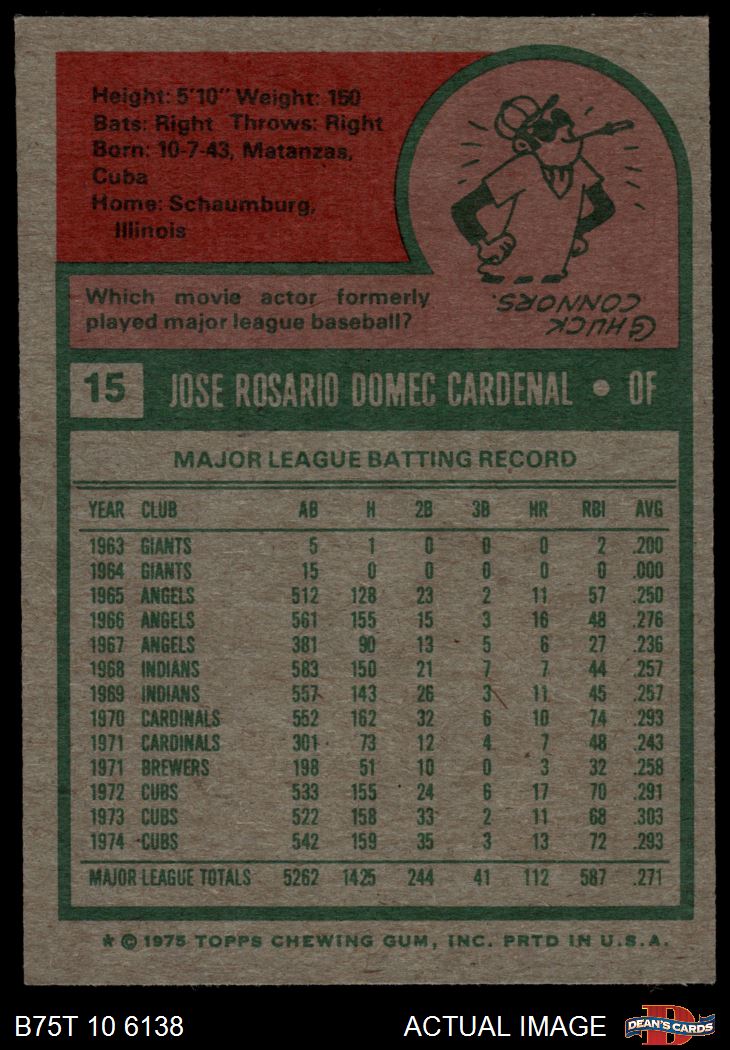 Height: 5'10" Weight: 150
Bats: Right Throws: Right
Born: 10-7-43, Matanzas,
Cuba
Home: Schaumburg,
Illinois
Which movie actor formerly
played major league baseball?
CHUCK
CONNORS.
15 JOSE ROSARIO DOMEC CARDENAL • OF
MAJOR LEAGUE BATTING RECORD
YEAR CLUB AB H 2B 3B HR RBI AVG
1963 GIANTS 5 1 0 0 0 2 .200
1964 GIANTS 15 0 0 0 0 0 .000
1965 ANGELS 512 128 23 2 11 57 .250
1966 ANGELS 561 155 15 3 16 48 .276
1967 ANGELS 381 90 13 5 6 27 .236
1968 INDIANS 583 150 21 7 7 44 .257
1969 INDIANS 557 143 26 3 11 45 .257
1970 CARDINALS 552 162 32 6 10 74 .293
1971 CARDINALS 301 73 12 4 7 48 .243
1971 BREWERS 198 51 10 0 3 32 .258
1972 CUBS 533 155 24 6 17 70 .291
1973 CUBS 522 158 33 2 11 68 .303
1974 CUBS 542 159 35 3 13 72 .293
MAJOR LEAGUE TOTALS 5262 1425 244 41 112 587 .271
* © 1975 TOPPS CHEWING GUM, INC. PRTD IN U.S.A.
B75T 10 6138 ACTUAL IMAGE D DEAN'S CARDS